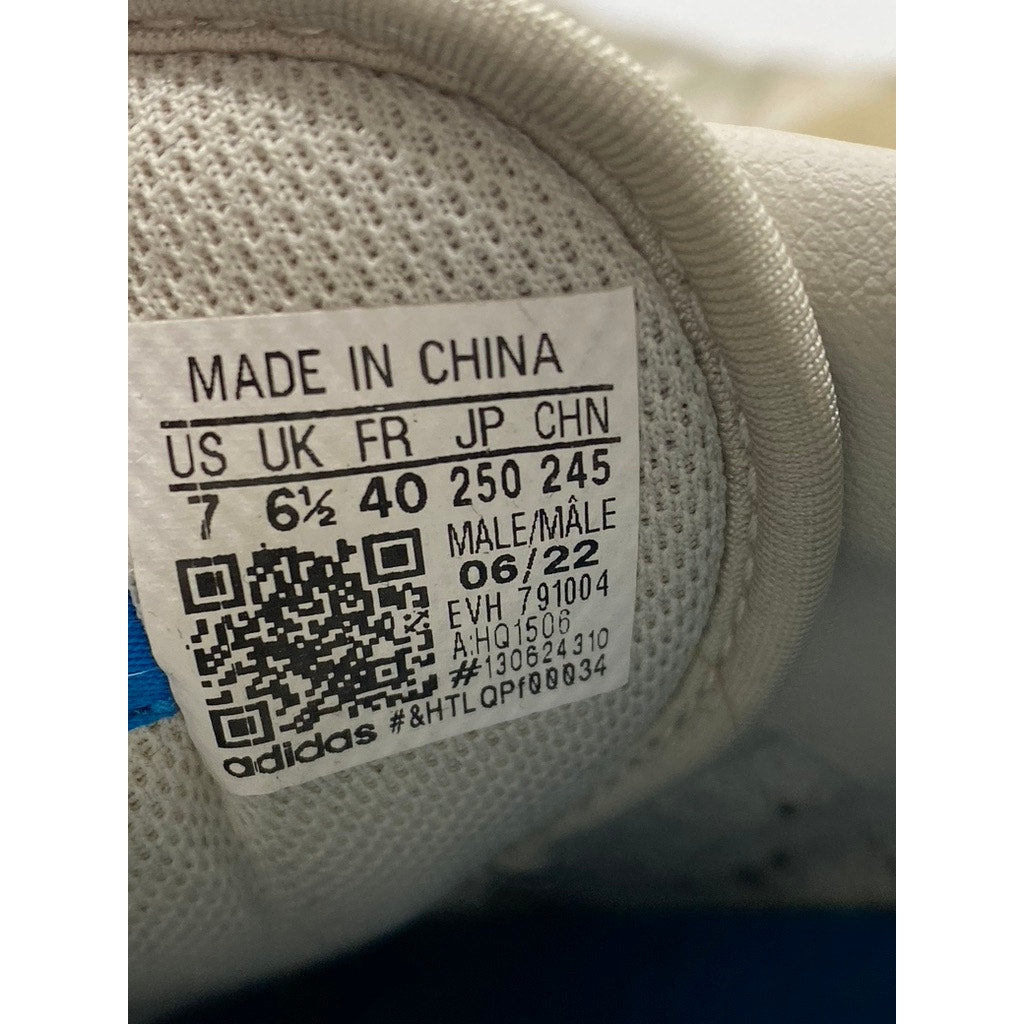 MADE IN CHINA
US UK FR JP CHN
7 6½ 40 250 245
MALE/MÂLE
06/22
EVH 791004
A:HQ1506
#130624310
adidas #&HTLQPf00034